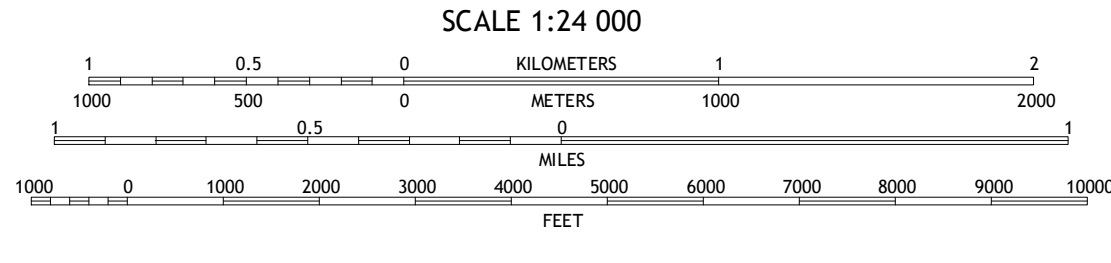 SCALE 1:24 000
1 0.5 0 KILOMETERS 1 2
1000 500 0 METERS 1000 2000
1 0.5 0 1
MILES
1000 0 1000 2000 3000 4000 5000 6000 7000 8000 9000 10000
FEET